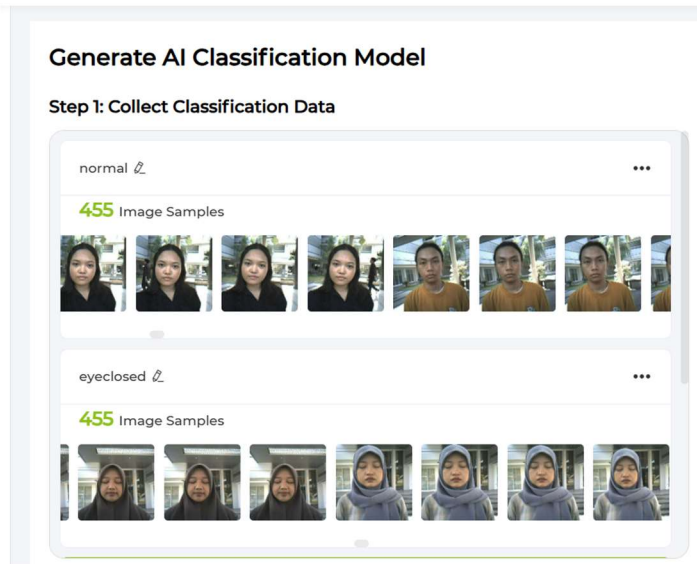 Generate AI Classification Model
Step 1: Collect Classification Data
normal
455 Image Samples
eyeclosed
455 Image Samples